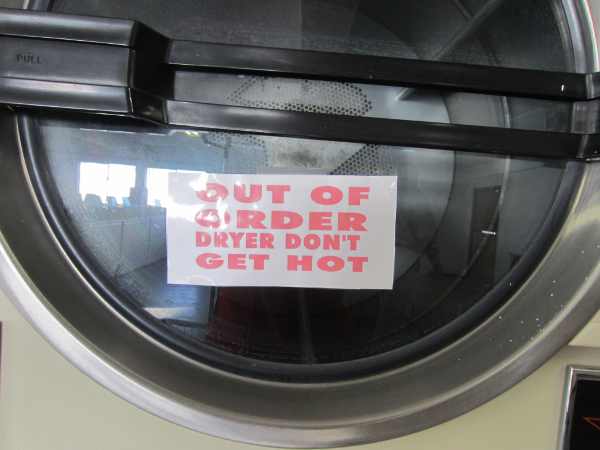 PULL
OUT OF
ORDER
DRYER DON'T
GET HOT